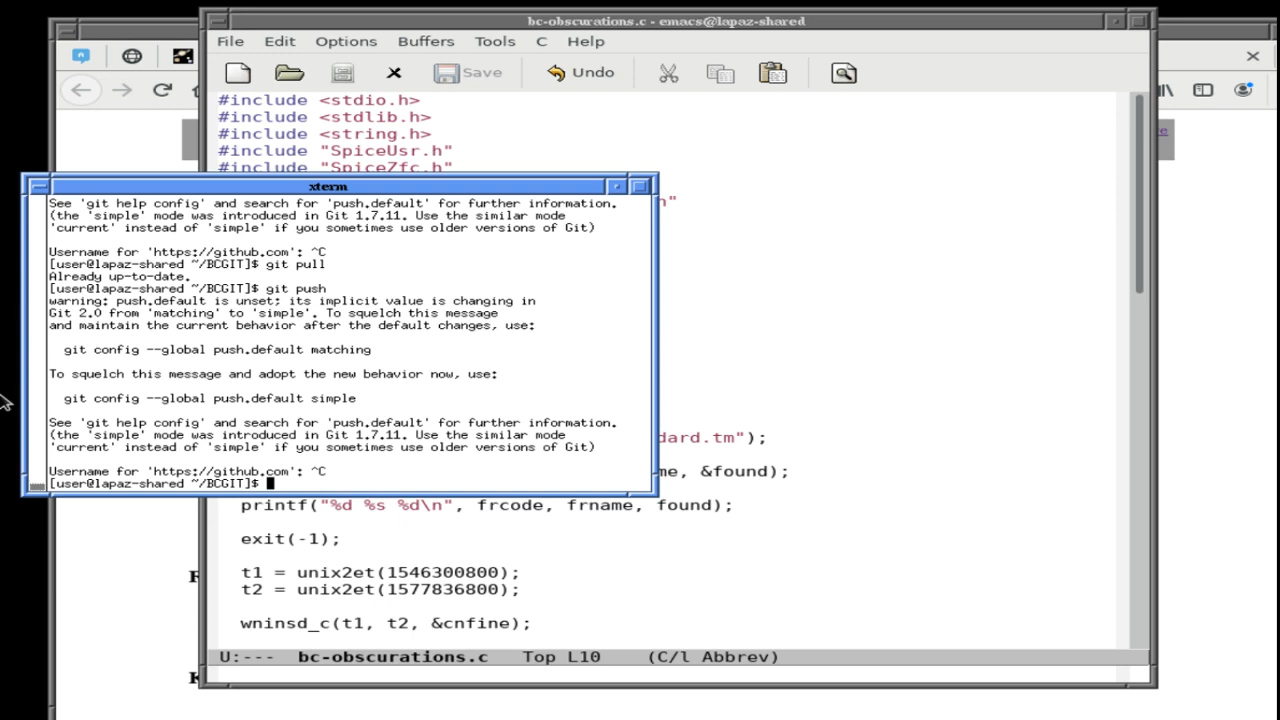 bc-obscurations.c - emacs@lapaz-shared
File Edit Options Buffers Tools C Help
Save Undo
#include <stdio.h>
#include <stdlib.h>
#include <string.h>
#include "SpiceUsr.h"
#include "SpiceZfc.h"
n"
xterm
See 'git help config' and search for 'push.default' for further information.
(the 'simple' mode was introduced in Git 1.7.11. Use the similar mode
'current' instead of 'simple' if you sometimes use older versions of Git)
Username for 'https://github.com': ^C
[user@lapaz-shared ~/BCGIT]$ git pull
Already up-to-date.
[user@lapaz-shared ~/BCGIT]$ git push
warning: push.default is unset; its implicit value is changing in
Git 2.0 from 'matching' to 'simple'. To squelch this message
and maintain the current behavior after the default changes, use:
git config --global push.default matching
To squelch this message and adopt the new behavior now, use:
git config --global push.default simple
See 'git help config' and search for 'push.default' for further information.
(the 'simple' mode was introduced in Git 1.7.11. Use the similar mode
'current' instead of 'simple' if you sometimes use older versions of Git)
Username for 'https://github.com': ^C
[user@lapaz-shared ~/BCGIT]$
dard.tm");
me, &found);
printf("%d %s %d\n", frcode, frname, found);
exit(-1);
t1 = unix2et(1546300800);
t2 = unix2et(1577836800);
wninsd_c(t1, t2, &cnfine);
U:--- bc-obscurations.c Top L10 (C/l Abbrev)